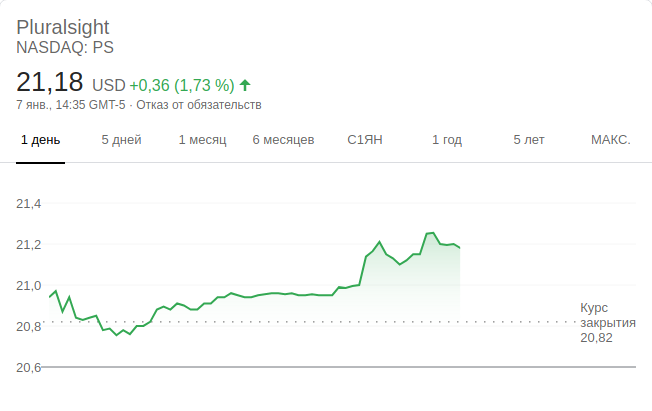 Pluralsight
NASDAQ: PS
21,18 USD +0,36 (1,73 %)
7 янв., 14:35 GMT-5 · Отказ от обязательств
1 день 5 дней 1 месяц 6 месяцев С1ЯН 1 год 5 лет МАКС.
21,4
21,2
21,0
20,8
20,6
Курс
закрытия
20,82